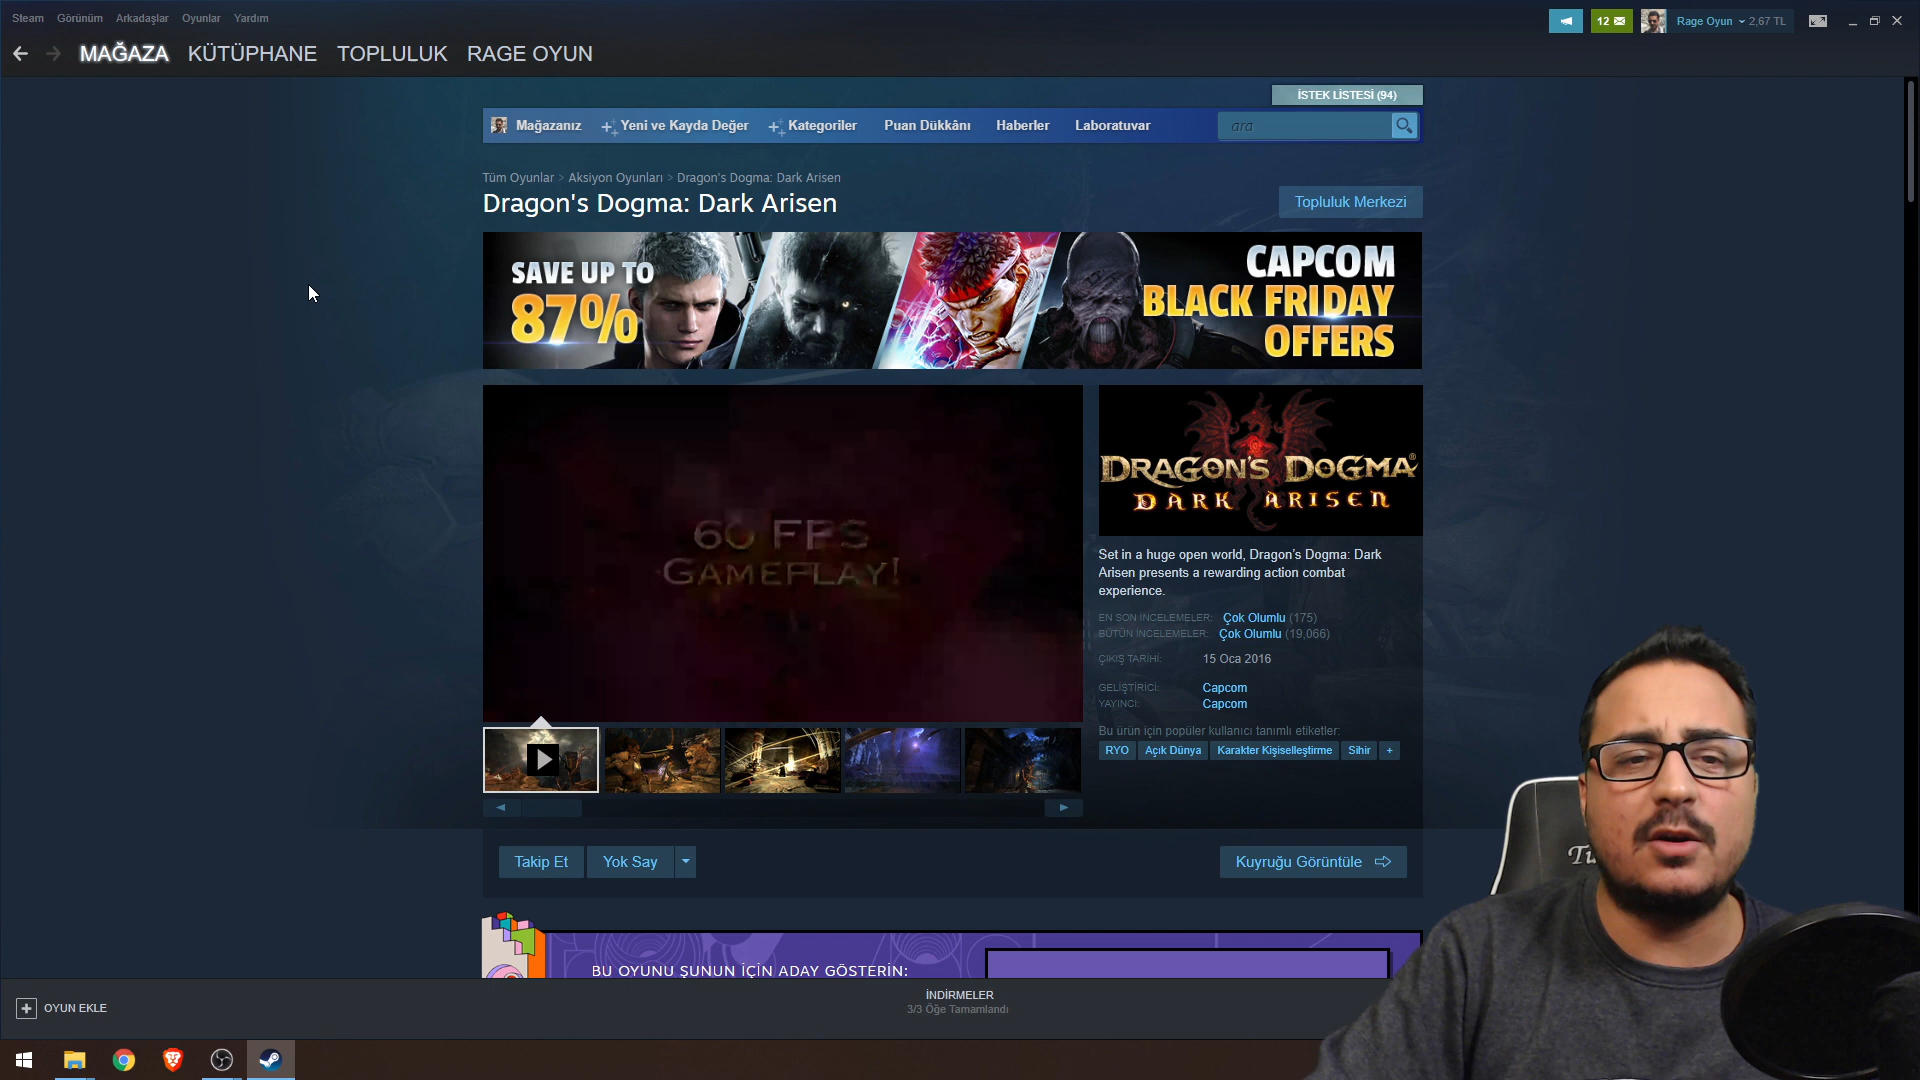 Steam Görünüm Arkadaşlar Oyunlar Yardım
12 Rage Oyun 2,67 TL
MAĞAZA KÜTÜPHANE TOPLULUK RAGE OYUN
İSTEK LİSTESİ (94)
Mağazanız Yeni ve Kayda Değer Kategoriler Puan Dükkânı Haberler Laboratuvar ara
Tüm Oyunlar > Aksiyon Oyunları > Dragon's Dogma: Dark Arisen
Dragon's Dogma: Dark Arisen
Topluluk Merkezi
SAVE UP TO
87%
CAPCOM
BLACK FRIDAY
OFFERS
60 FPS
GAMEPLAY!
DRAGON'S DOGMA®
DARK ARISEN
Set in a huge open world, Dragon's Dogma: Dark
Arisen presents a rewarding action combat
experience.
EN SON İNCELEMELER: Çok Olumlu (175)
BÜTÜN İNCELEMELER: Çok Olumlu (19,066)
ÇIKIŞ TARİHİ: 15 Oca 2016
GELİŞTİRİCİ: Capcom
YAYINCI: Capcom
Bu ürün için popüler kullanıcı tanımlı etiketler:
RYO Açık Dünya Karakter Kişiselleştirme Sihir +
Takip Et Yok Say
Kuyruğu Görüntüle
BU OYUNU ŞUNUN İÇİN ADAY GÖSTERİN:
OYUN EKLE
İNDİRMELER
3/3 Öğe Tamamlandı